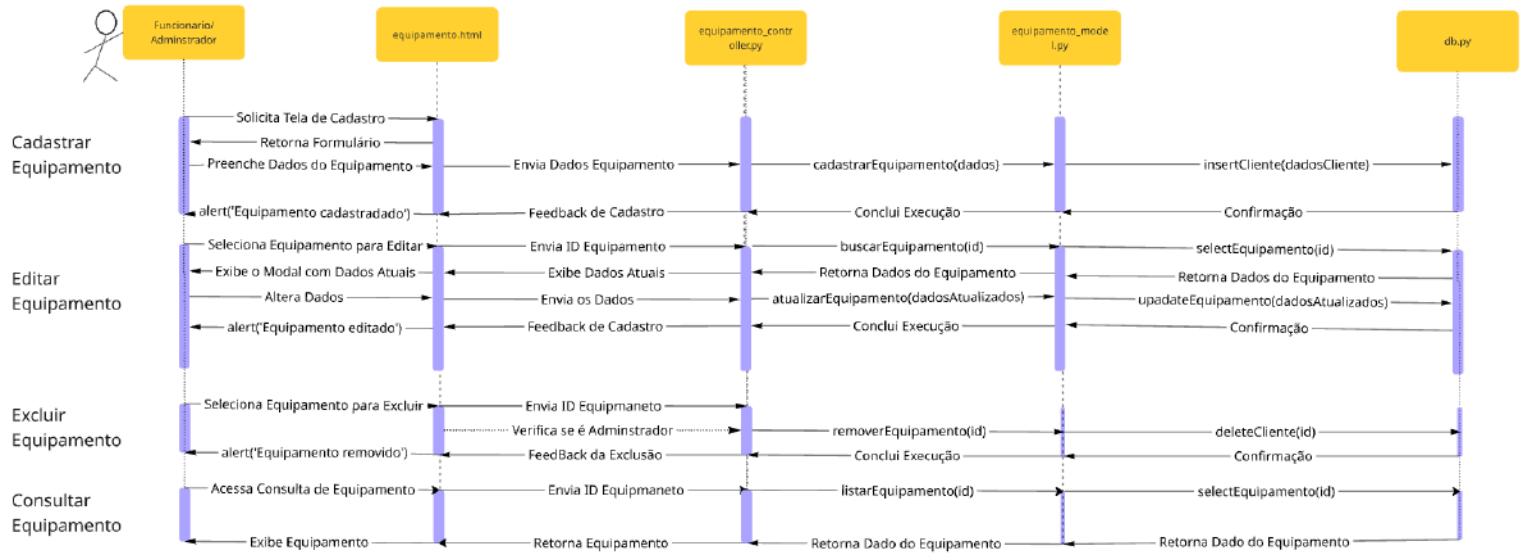 Funcionario/
Adminstrador
equipamento.html
equipamento_contr
oller.py
equipamento_mode
l.py
db.py
Cadastrar
Equipamento
Solicita Tela de Cadastro
Retorna Formulário
Preenche Dados do Equipamento
Envia Dados Equipamento
cadastrarEquipamento(dados)
insertCliente(dadosCliente)
alert('Equipamento cadastradado')
Feedback de Cadastro
Conclui Execução
Confirmação
Editar
Equipamento
Seleciona Equipamento para Editar
Envia ID Equipamento
buscarEquipamento(id)
selectEquipamento(id)
Exibe o Modal com Dados Atuais
Exibe Dados Atuais
Retorna Dados do Equipamento
Retorna Dados do Equipamento
Altera Dados
Envia os Dados
atualizarEquipamento(dadosAtualizados)
upadateEquipamento(dadosAtualizados)
alert('Equipamento editado')
Feedback de Cadastro
Conclui Execução
Confirmação
Excluir
Equipamento
Seleciona Equipamento para Excluir
Envia ID Equipmaneto
Verifica se é Adminstrador
removerEquipamento(id)
deleteCliente(id)
alert('Equipamento removido')
FeedBack da Exclusão
Conclui Execução
Confirmação
Consultar
Equipamento
Acessa Consulta de Equipamento
Envia ID Equipmaneto
listarEquipamento(id)
selectEquipamento(id)
Exibe Equipamento
Retorna Equipamento
Retorna Dado do Equipamento
Retorna Dado do Equipamento